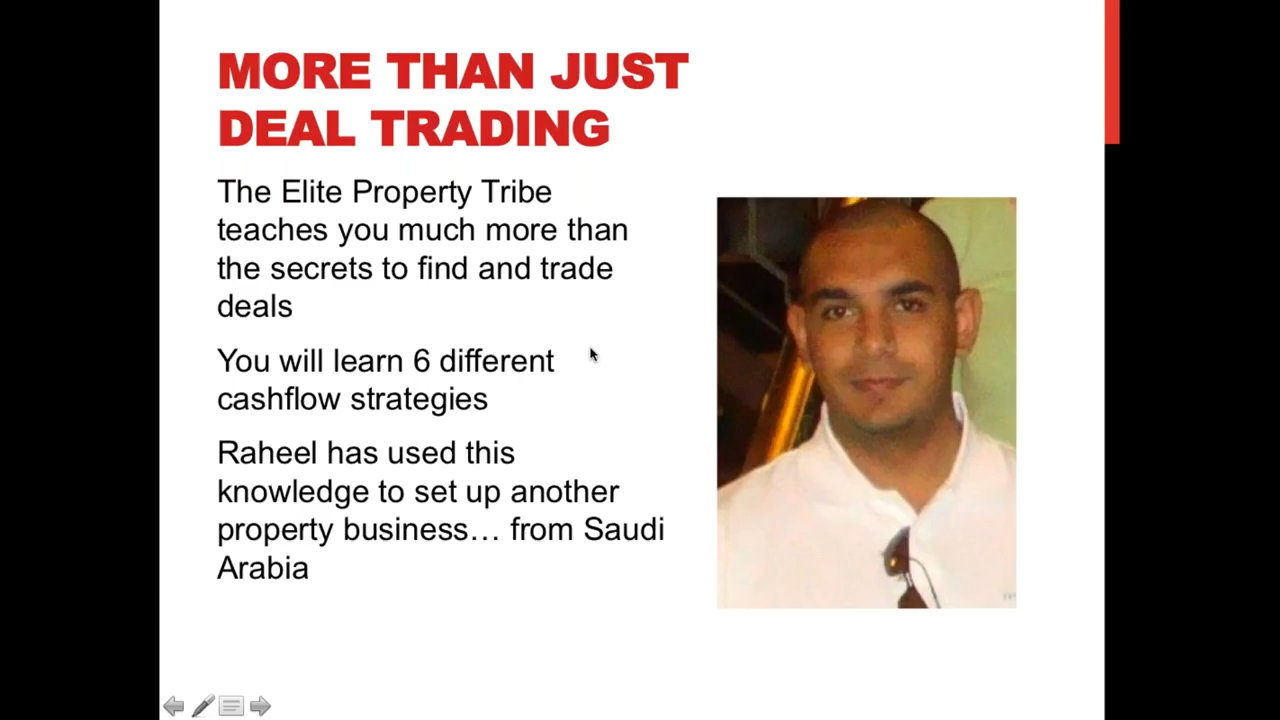 MORE THAN JUST
DEAL TRADING
The Elite Property Tribe
teaches you much more than
the secrets to find and trade
deals
You will learn 6 different
cashflow strategies
Raheel has used this
knowledge to set up another
property business… from Saudi
Arabia